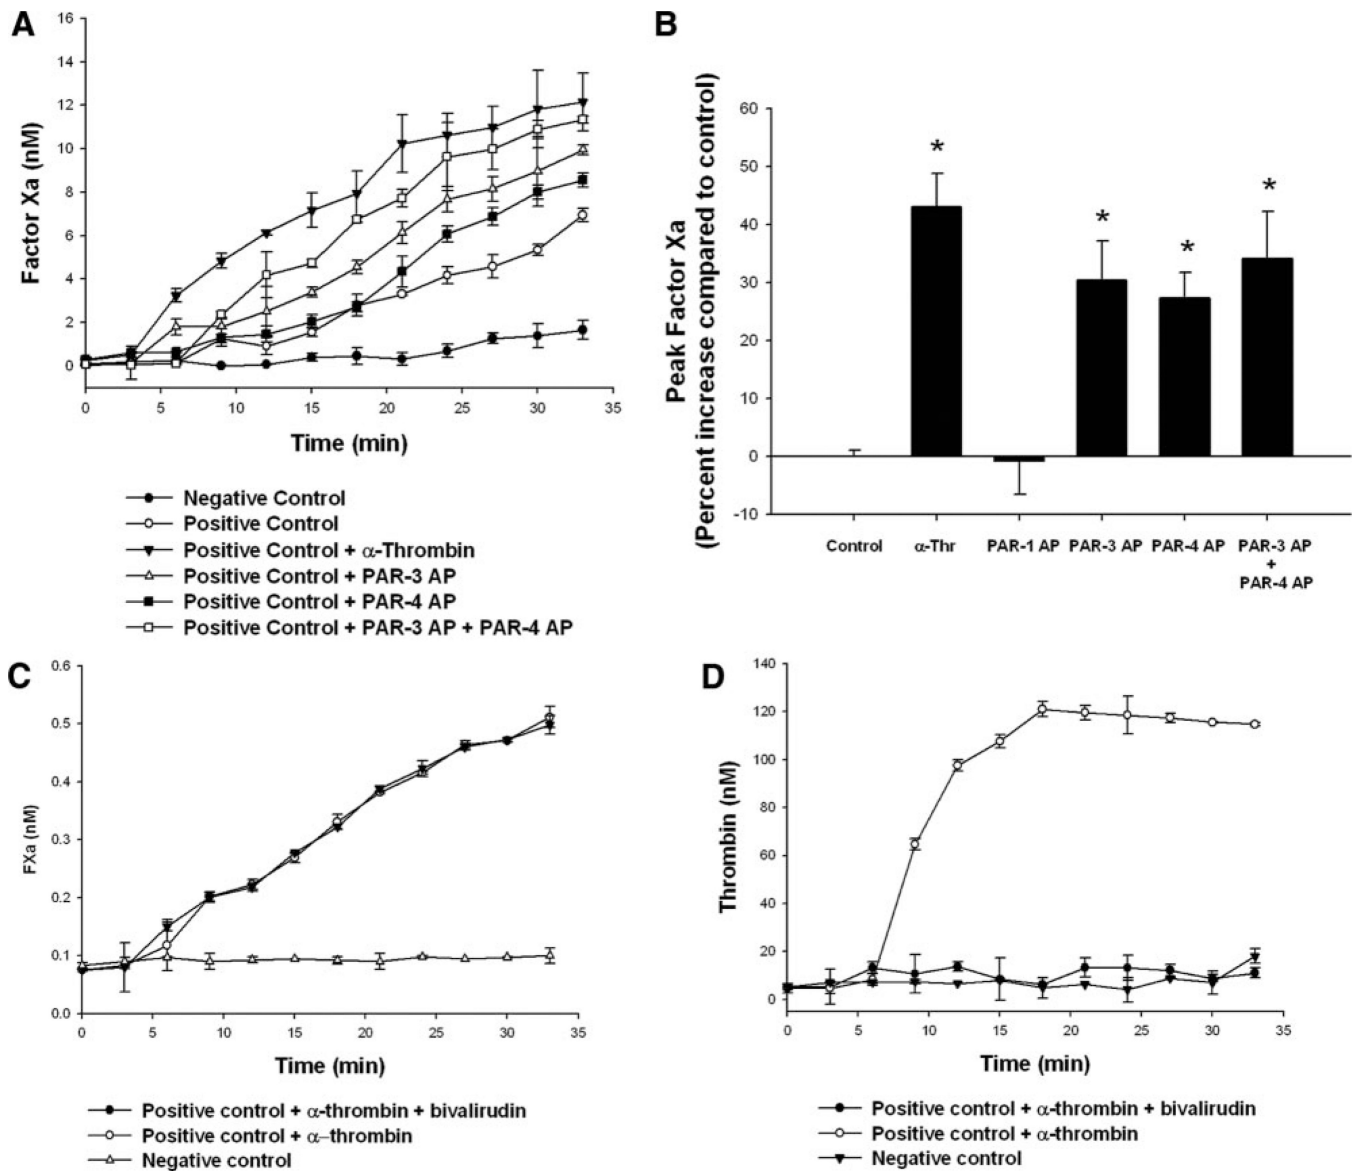 A
16
14
12
10
8
6
4
2
0
Factor Xa (nM)
0 5 10 15 20 25 30 35
Time (min)
Negative Control
Positive Control
Positive Control + α-Thrombin
Positive Control + PAR-3 AP
Positive Control + PAR-4 AP
Positive Control + PAR-3 AP + PAR-4 AP
B
Peak Factor Xa
(Percent increase compared to control)
60
50
40
30
20
10
0
-10
* * * *
Control α-Thr PAR-1 AP PAR-3 AP PAR-4 AP PAR-3 AP
+
PAR-4 AP
C
0.6
0.5
0.4
0.3
0.2
0.1
0.0
FXa (nM)
0 5 10 15 20 25 30 35
Time (min)
Positive control + α-thrombin + bivalirudin
Positive control + α–thrombin
Negative control
D
140
120
100
80
60
40
20
0
Thrombin (nM)
0 5 10 15 20 25 30 35
Time (min)
Positive control + α-thrombin + bivalirudin
Positive control + α-thrombin
Negative control